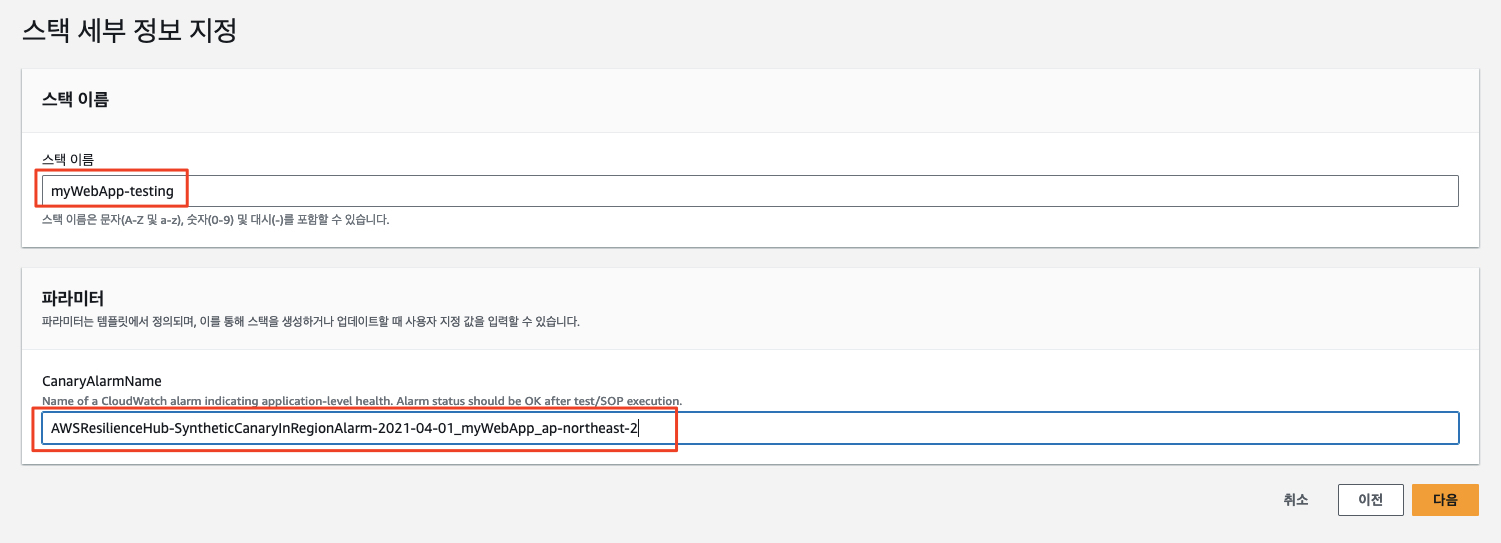 스택 세부 정보 지정
스택 이름
스택 이름
myWebApp-testing
스택 이름은 문자(A-Z 및 a-z), 숫자(0-9) 및 대시(-)를 포함할 수 있습니다.
파라미터
파라미터는 템플릿에서 정의되며, 이를 통해 스택을 생성하거나 업데이트할 때 사용자 지정 값을 입력할 수 있습니다.
CanaryAlarmName
Name of a CloudWatch alarm indicating application-level health. Alarm status should be OK after test/SOP execution.
AWSResilienceHub-SyntheticCanaryInRegionAlarm-2021-04-01_myWebApp_ap-northeast-2
취소 이전 다음